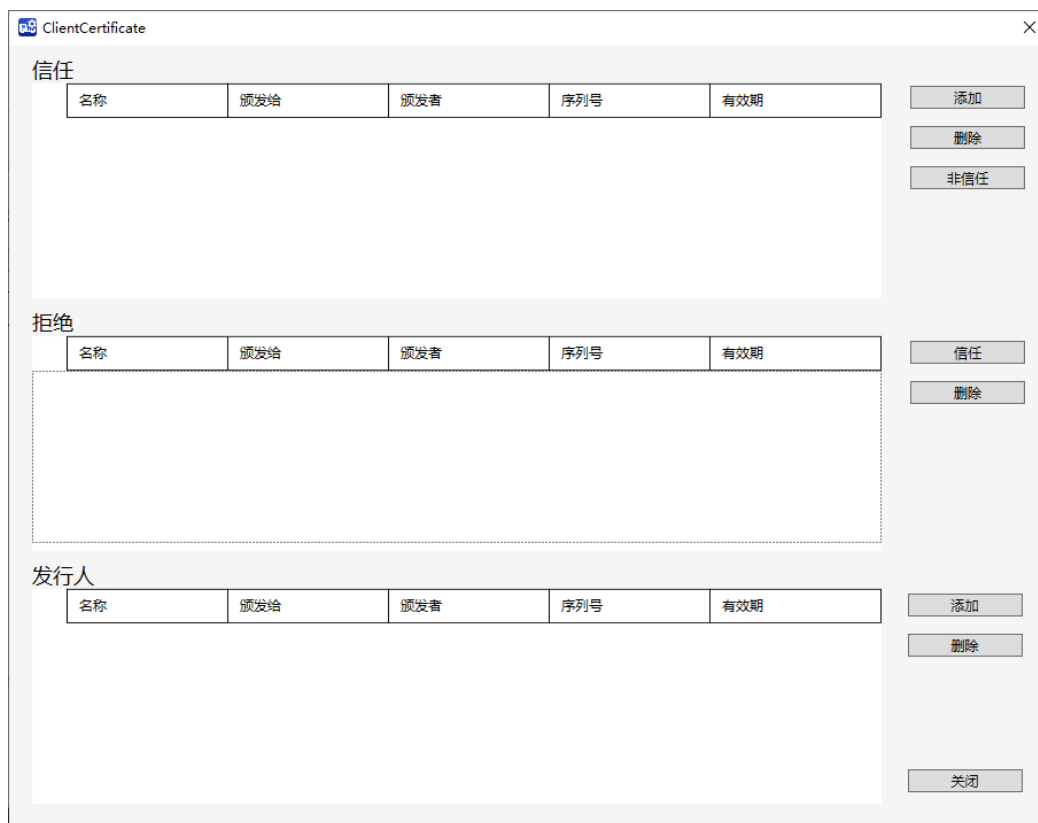 ClientCertificate
信任
名称 颁发给 颁发者 序列号 有效期
添加
删除
非信任
拒绝
名称 颁发给 颁发者 序列号 有效期
信任
删除
发行人
名称 颁发给 颁发者 序列号 有效期
添加
删除
关闭